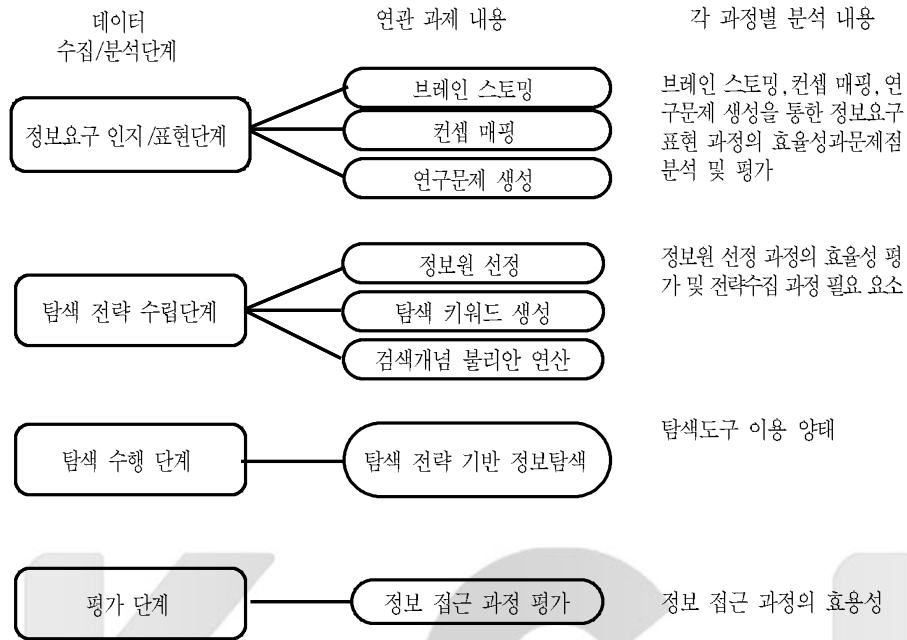 데이터
수집/분석단계
연관 과제 내용
각 과정별 분석 내용
정보요구 인지/표현단계
브레인 스토밍
컨셉 매핑
연구문제 생성
브레인 스토밍, 컨셉 매핑, 연
구문제 생성을 통한 정보요구
표현 과정의 효율성과문제점
분석 및 평가
탐색 전략 수립단계
정보원 선정
탐색 키워드 생성
검색개념 불리안 연산
정보원 선정 과정의 효율성 평
가 및 전략수집 과정 필요 요소
탐색 수행 단계
탐색 전략 기반 정보탐색
탐색도구 이용 양태
평가 단계
정보 접근 과정 평가
정보 접근 과정의 효용성